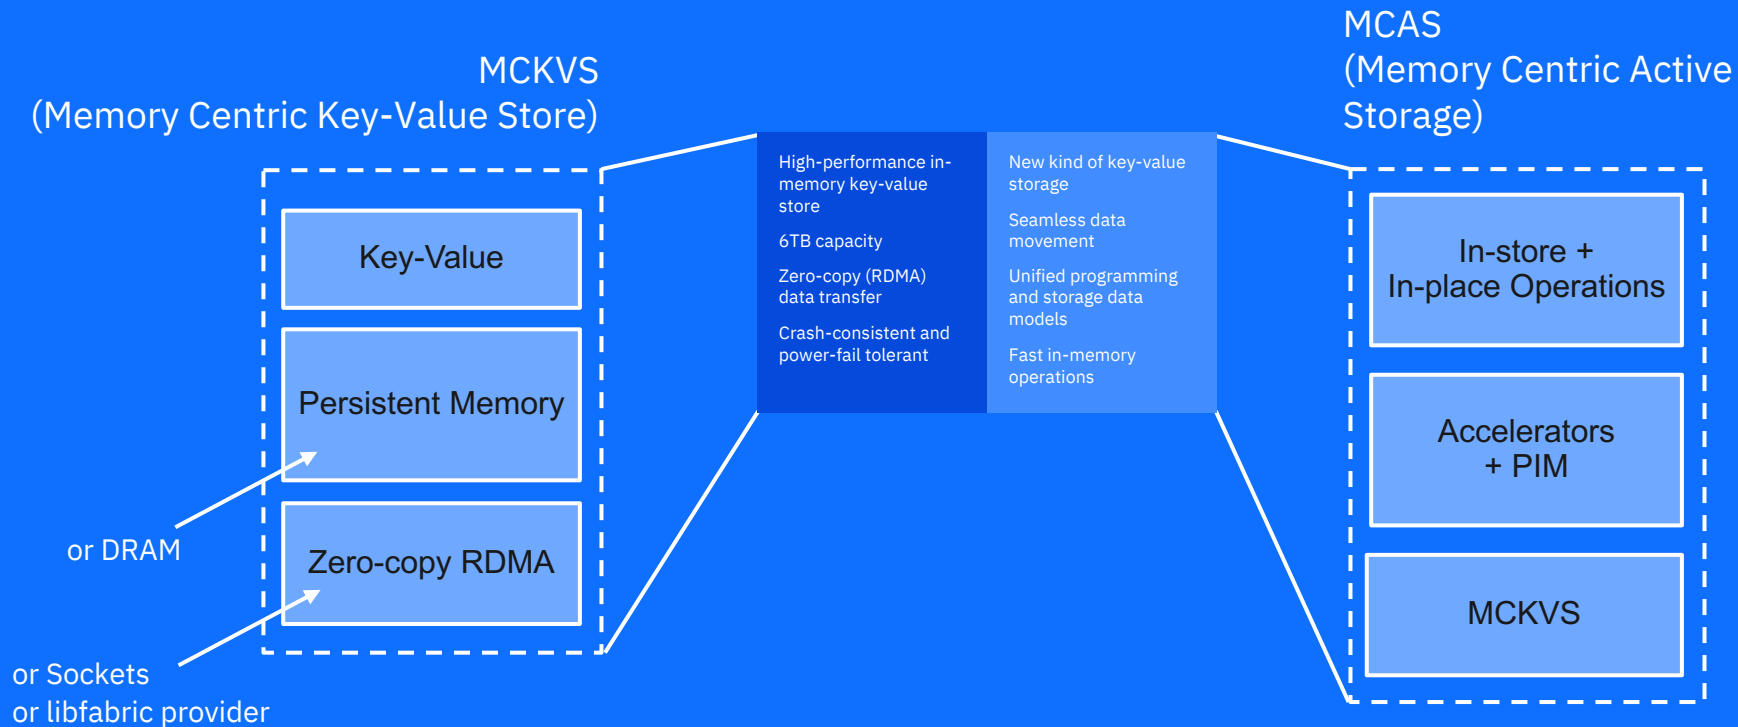 MCKVS
(Memory Centric Key-Value Store)
Key-Value
Persistent Memory
Zero-copy RDMA
or DRAM
or Sockets
or libfabric provider
High-performance in-
memory key-value
store
6TB capacity
Zero-copy (RDMA)
data transfer
Crash-consistent and
power-fail tolerant
New kind of key-value
storage
Seamless data
movement
Unified programming
and storage data
models
Fast in-memory
operations
MCAS
(Memory Centric Active
Storage)
In-store +
In-place Operations
Accelerators
+ PIM
MCKVS